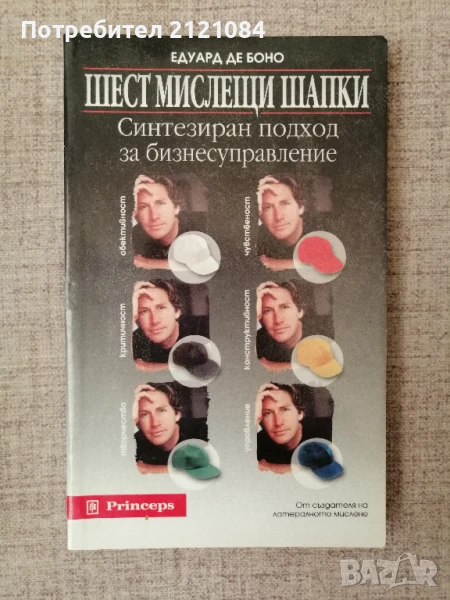 Потребител 2121084
ЕДУАРД ДЕ БОНО
ШЕСТ МИСЛЕЩИ ШАПКИ
Синтезиран подход
за бизнесуправление
обективност
чувственост
критичност
конструктивност
творчество
управление
Princeps
От създателя на
латералното мислене
BAZAR